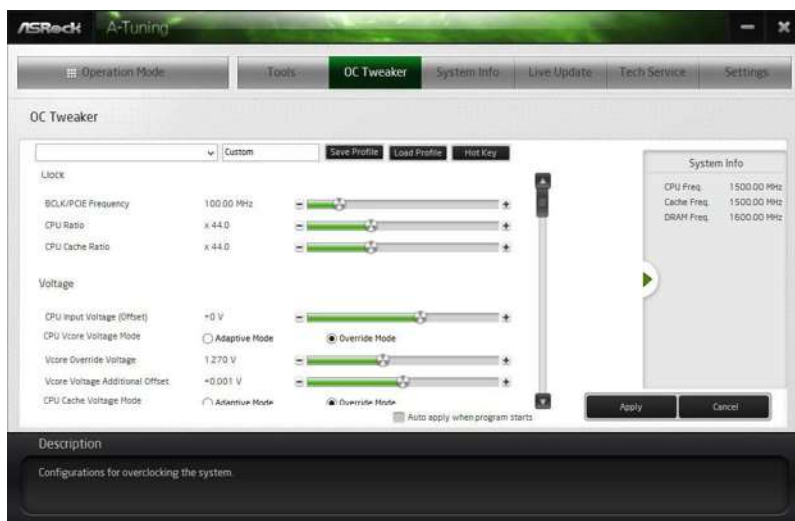 ASRock A-Tuning
Operation Mode Tools OC Tweaker System Info Live Update Tech Service Settings
OC Tweaker
Custom Save Profile Load Profile Hot Key
Clock
BCLK/PCIE Frequency 100.00 MHz
CPU Ratio x 44.0
CPU Cache Ratio x 44.0
Voltage
CPU Input Voltage (Offset) +0 V
CPU Vcore Voltage Mode Adaptive Mode Override Mode
Vcore Override Voltage 1.270 V
Vcore Voltage Additional Offset +0.001 V
CPU Cache Voltage Mode Adaptive Mode Override Mode
Auto apply when program starts
System Info
CPU Freq. 1500.00 MHz
Cache Freq. 1500.00 MHz
DRAM Freq. 1600.00 MHz
Apply Cancel
Description
Configurations for overclocking the system.